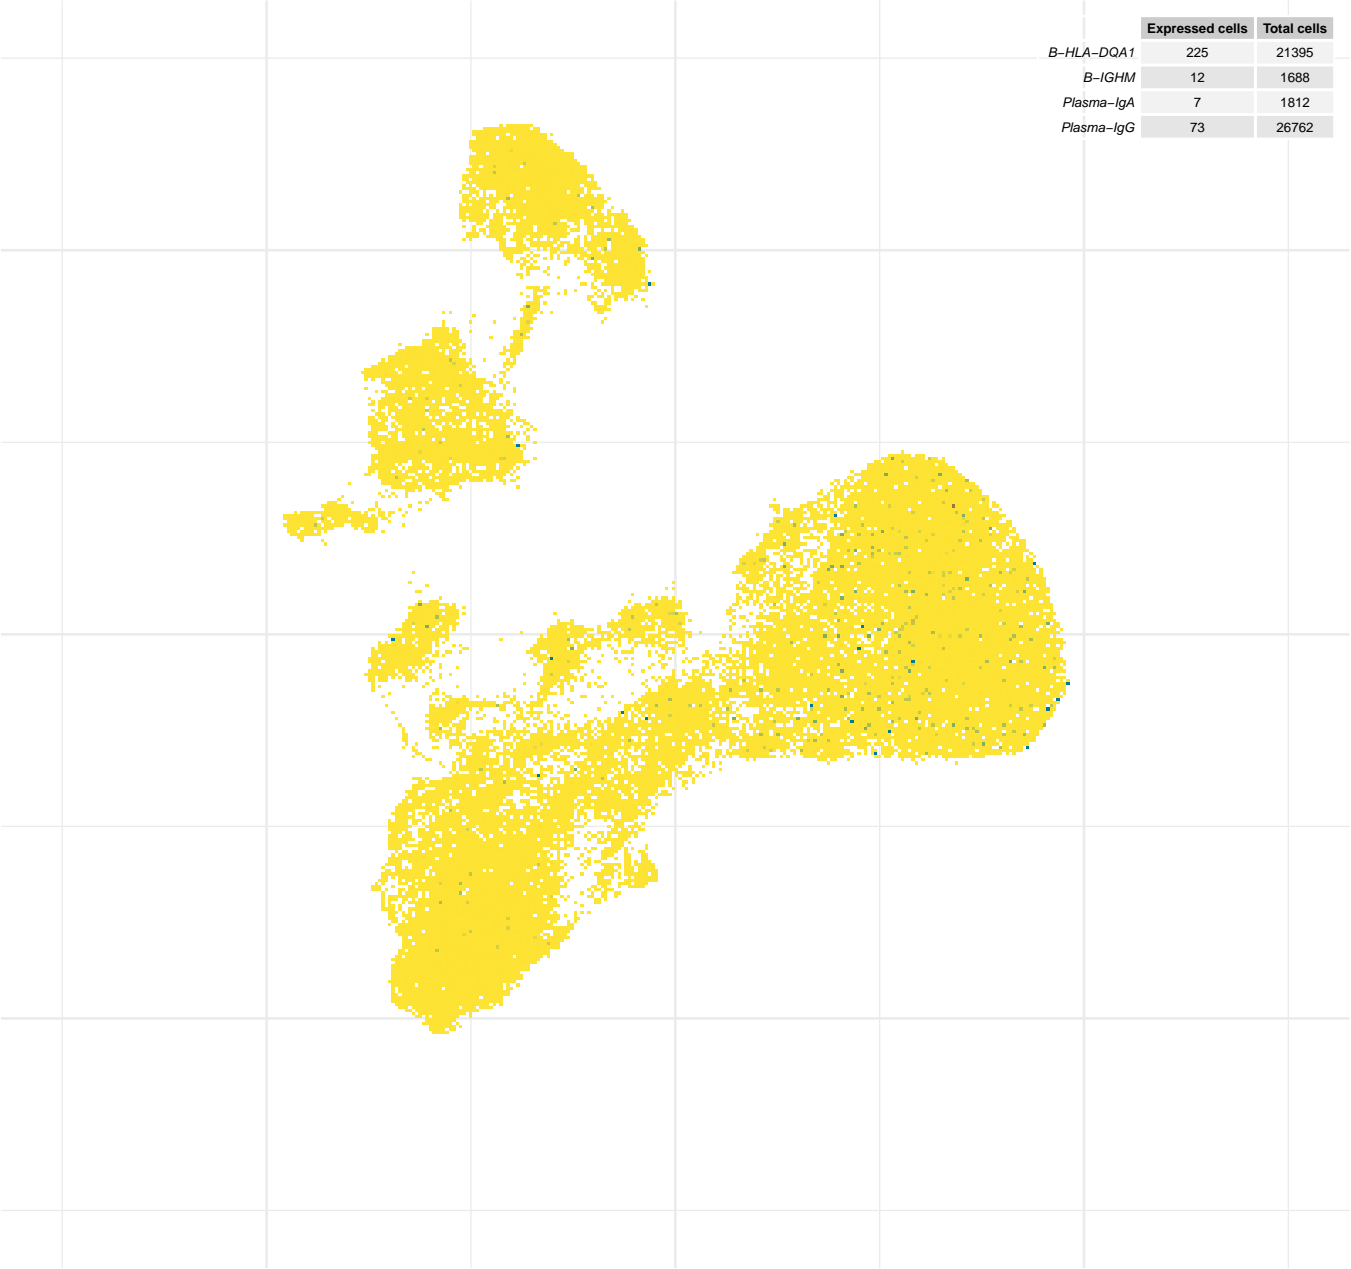 Expressed cells Total cells
B−HLA−DQA1 225 21395
B−IGHM 12 1688
Plasma−IgA 7 1812
Plasma−IgG 73 26762